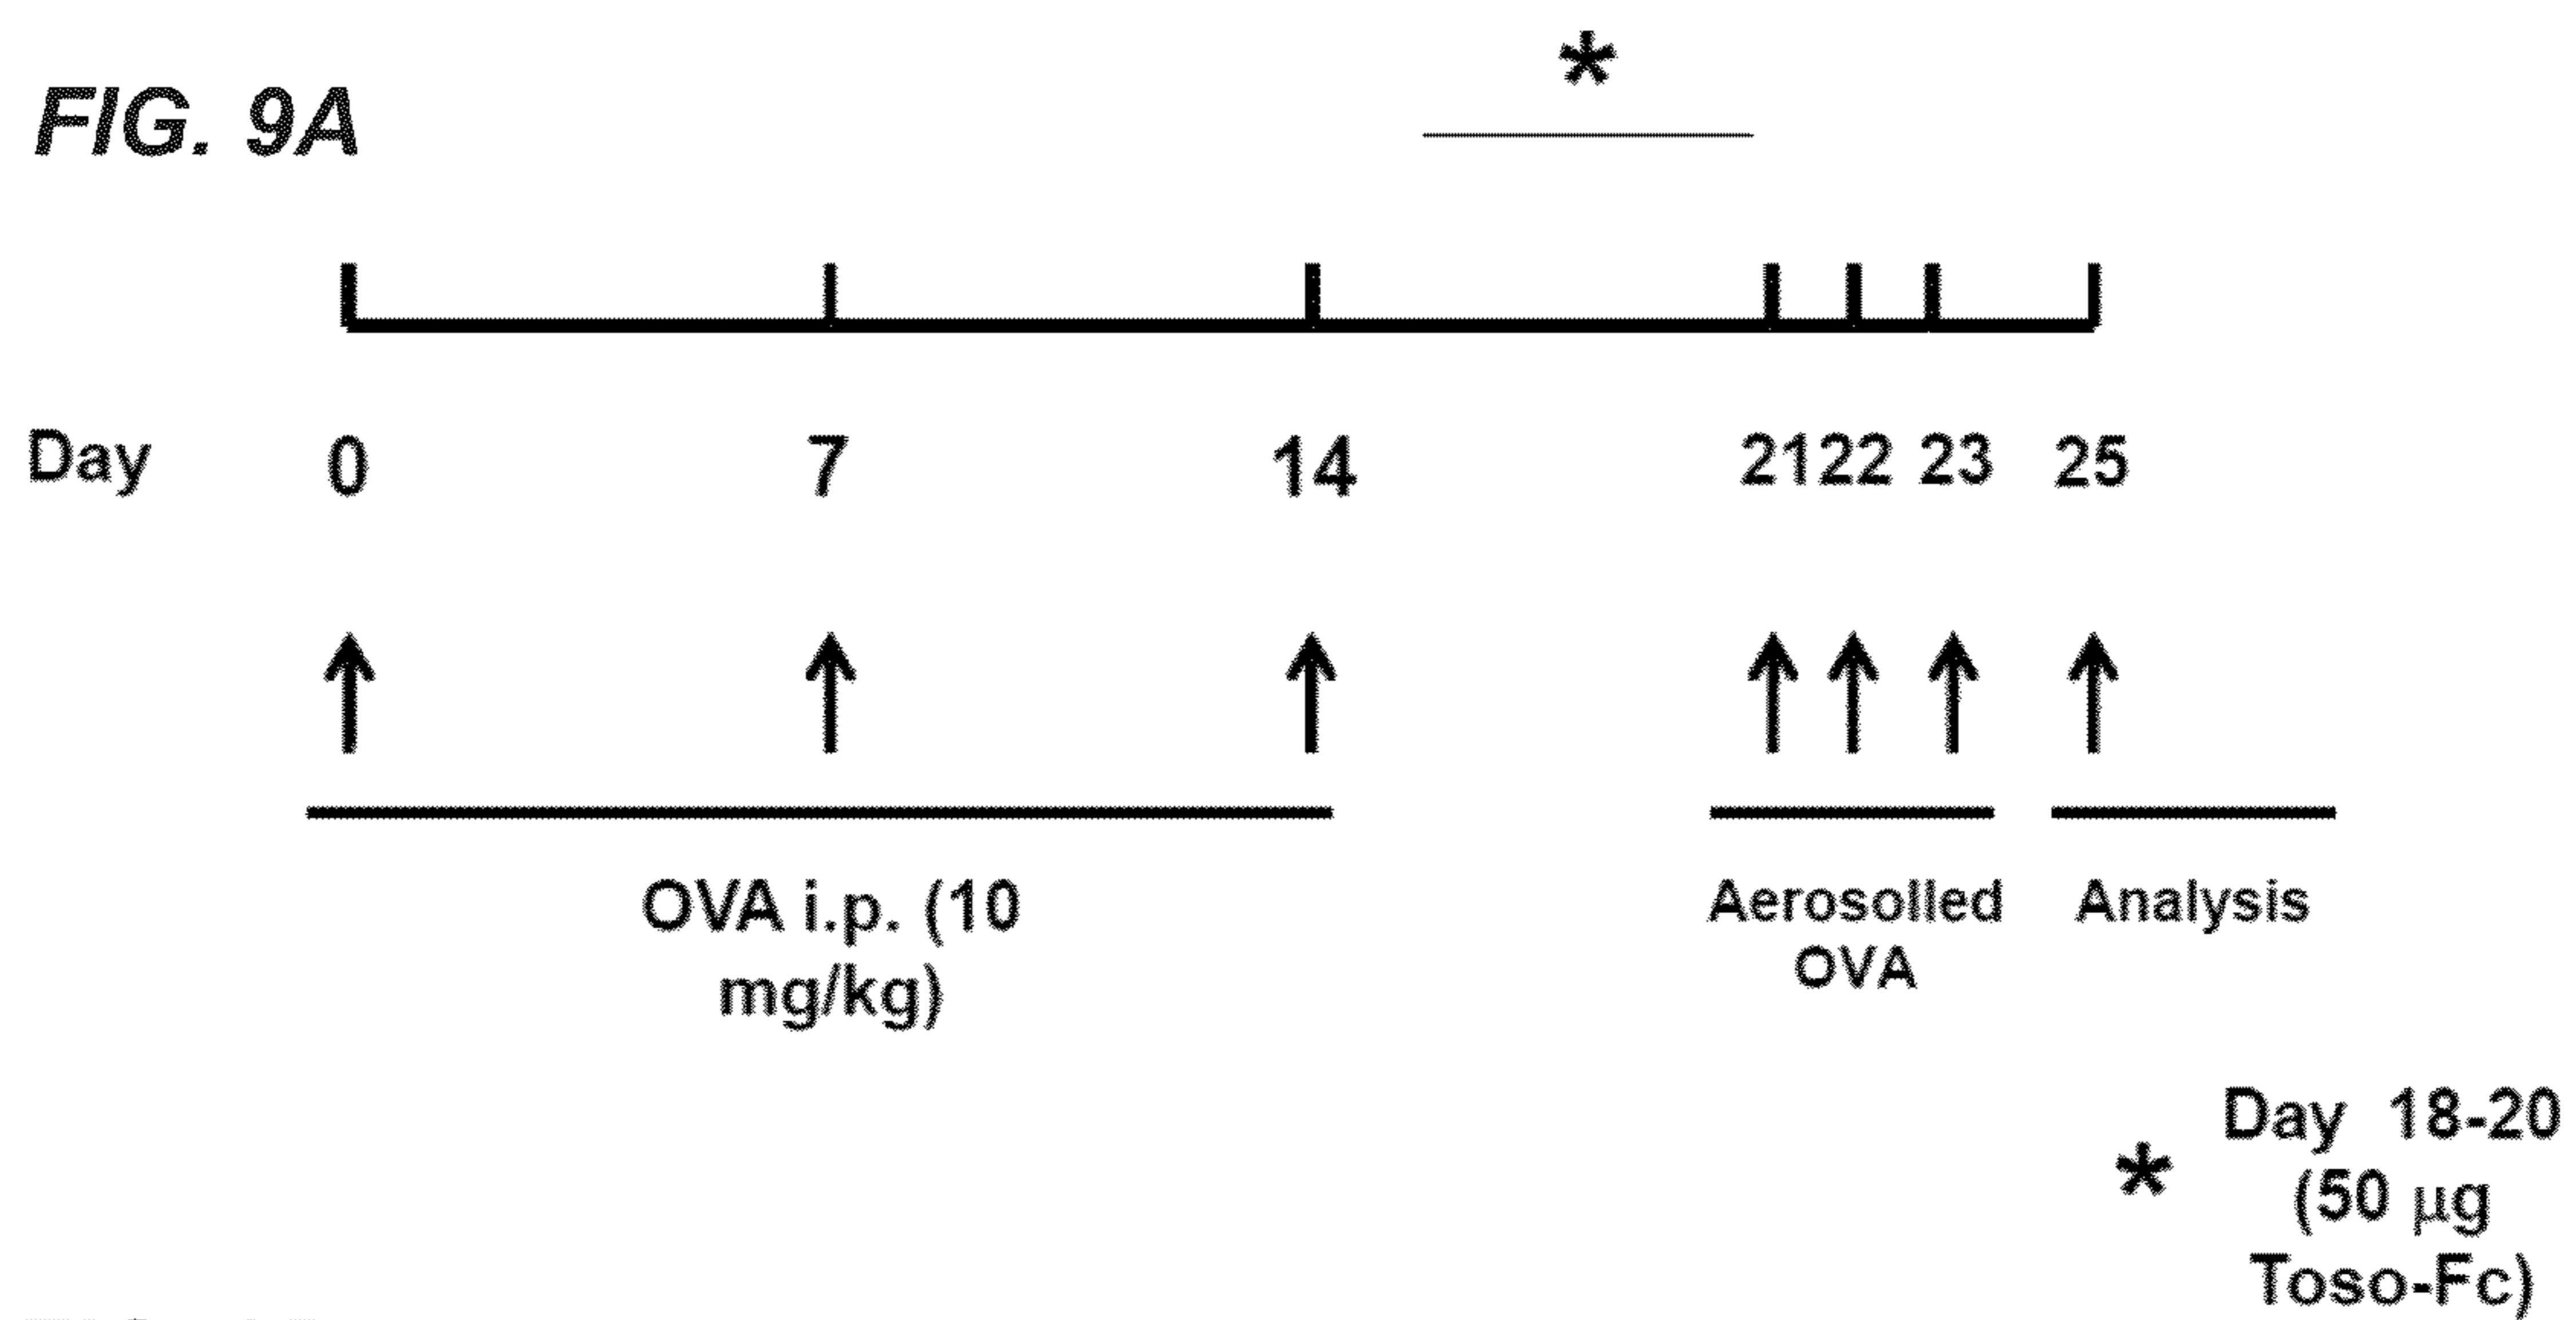 FIG. 9A
*
Day 0 7 14 21 22 23 25
OVA i.p. (10
mg/kg)
Aerosolled
OVA
Analysis
* Day 18-20
(50 μg
Toso-Fc)